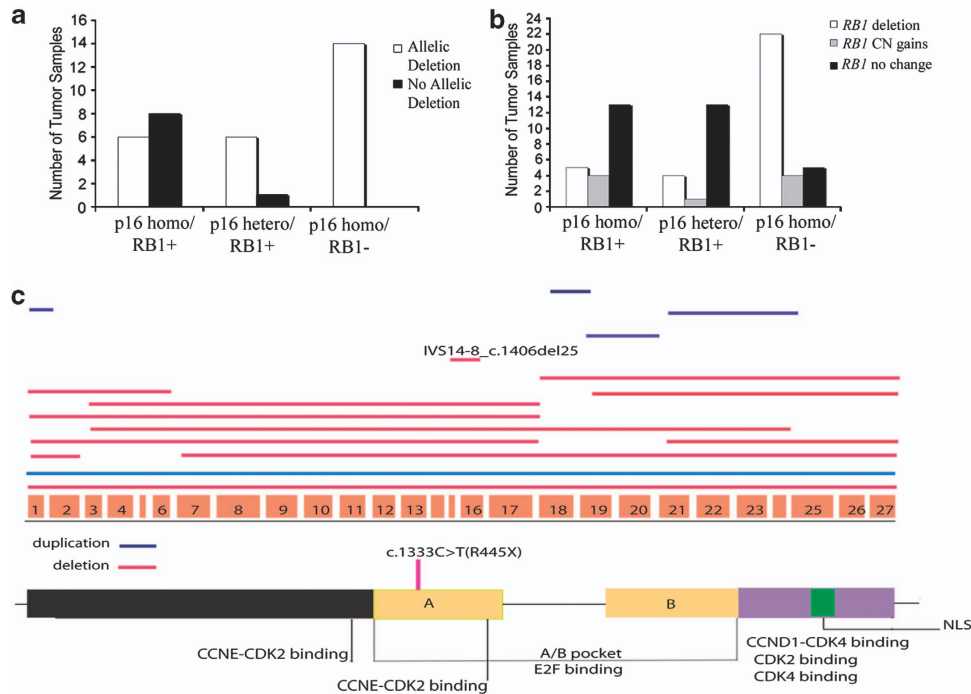 a
16
14
12
10
8
6
4
2
0
Number of Tumor Samples
Allelic
Deletion
No Allelic
Deletion
p16 homo/
RB1+
p16 hetero/
RB1+
p16 homo/
RB1-
b
24
22
20
18
16
14
12
10
8
6
4
2
0
Number of Tumor Samples
RB1 deletion
RB1 CN gains
RB1 no change
p16 homo/
RB1+
p16 hetero/
RB1+
p16 homo/
RB1-
c
IVS14-8_c.1406del25
1 2 3 4 6 7 8 9 10 11 12 13 16 17 18 19 20 21 22 23 25 26 27
duplication
deletion
c.1333C>T(R445X)
A
B
NLS
CCNE-CDK2 binding
A/B pocket
E2F binding
CCNE-CDK2 binding
CCND1-CDK4 binding
CDK2 binding
CDK4 binding